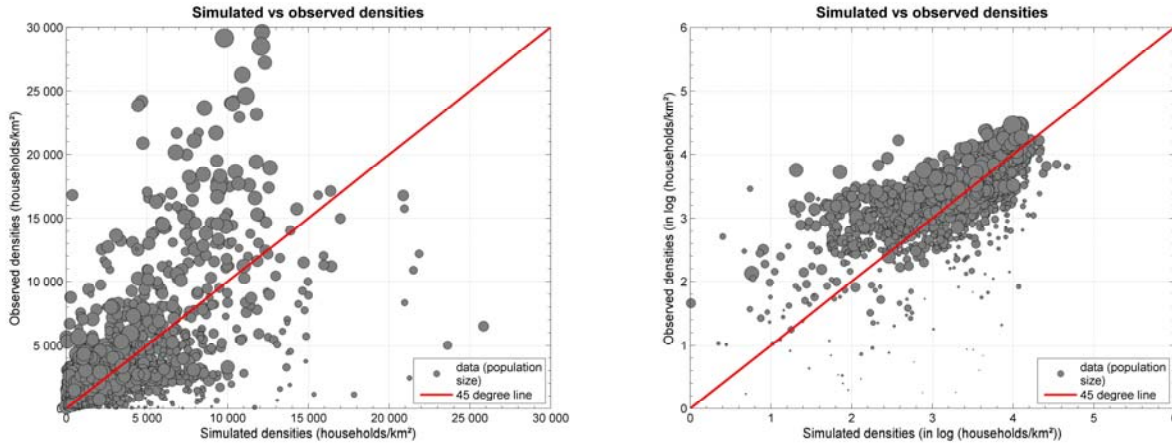 Simulated vs observed densities
30 000
25 000
20 000
15 000
10 000
5 000
0
0
5 000
10 000
15 000
20 000
25 000
30 000
Observed densities (households/km²)
Simulated densities (households/km²)
data (population
size)
45 degree line
Simulated vs observed densities
6
5
4
3
2
1
0
0
1
2
3
4
5
6
Observed densities (in log (households/km²)
Simulated densities (in log (households/km²))
data (population
size)
45 degree line